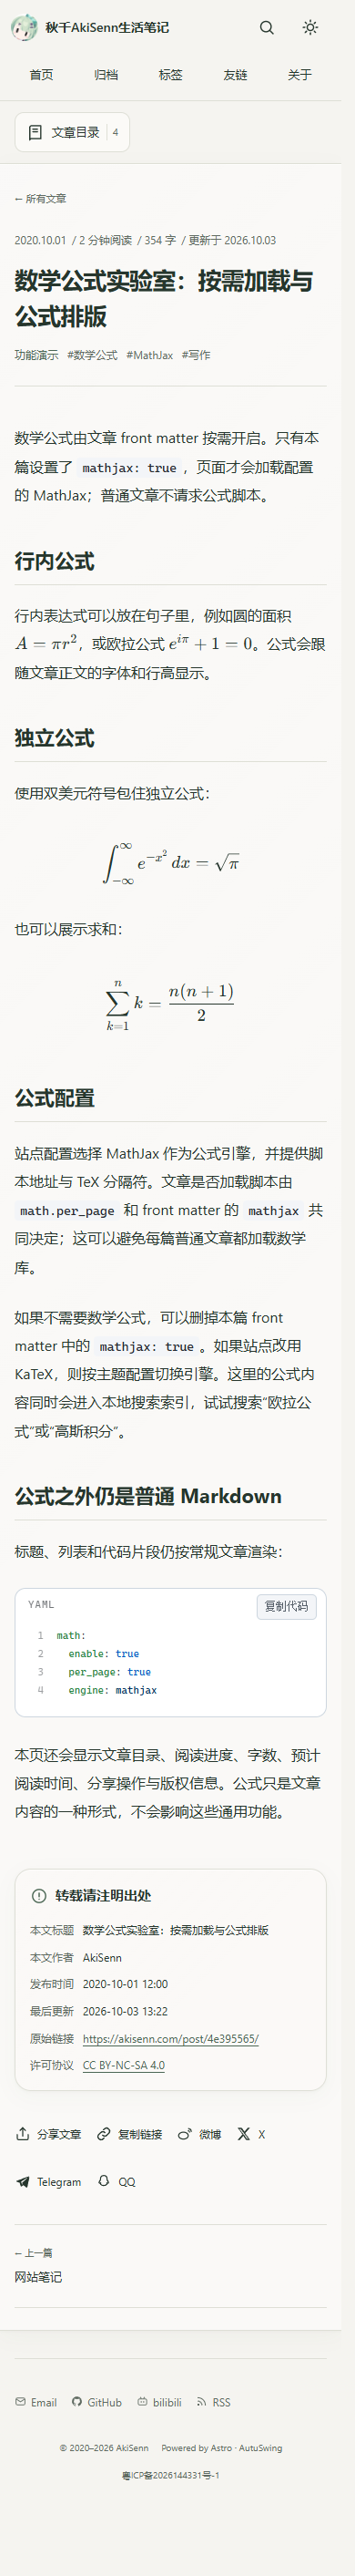 秋千AkiSenn生活笔记
首页 归档 标签 友链 关于
文章目录 4
← 所有文章
2020.10.01 / 2 分钟阅读 / 354 字 / 更新于 2026.10.03
数学公式实验室：按需加载与
公式排版
功能演示 #数学公式 #MathJax #写作
数学公式由文章 front matter 按需开启。只有本
篇设置了 mathjax: true ，页面才会加载配置
的 MathJax；普通文章不请求公式脚本。
行内公式
行内表达式可以放在句子里，例如圆的面积
A = πr²，或欧拉公式 e^{iπ} + 1 = 0。公式会跟
随文章正文的字体和行高显示。
独立公式
使用双美元符号包住独立公式：
∫_{-∞}^{∞} e^{-x²} dx = √π
也可以展示求和：
∑_{k=1}^{n} k = n(n + 1)/2
公式配置
站点配置选择 MathJax 作为公式引擎，并提供脚
本地址与 TeX 分隔符。文章是否加载脚本由
math.per_page 和 front matter 的 mathjax 共
同决定；这可以避免每篇普通文章都加载数学
库。
如果不需要数学公式，可以删掉本篇 front
matter 中的 mathjax: true 。如果站点改用
KaTeX，则按主题配置切换引擎。这里的公式内
容同时会进入本地搜索索引，试试搜索“欧拉公
式”或“高斯积分”。
公式之外仍是普通 Markdown
标题、列表和代码片段仍按常规文章渲染：
YAML 复制代码
1 math:
2 enable: true
3 per_page: true
4 engine: mathjax
本页还会显示文章目录、阅读进度、字数、预计
阅读时间、分享操作与版权信息。公式只是文章
内容的一种形式，不会影响这些通用功能。
转载请注明出处
本文标题 数学公式实验室：按需加载与公式排版
本文作者 AkiSenn
发布时间 2020-10-01 12:00
最后更新 2026-10-03 13:22
原始链接 https://akisenn.com/post/4e395565/
许可协议 CC BY-NC-SA 4.0
分享文章 复制链接 微博 X
Telegram QQ
← 上一篇
网站笔记
Email GitHub bilibili RSS
© 2020–2026 AkiSenn Powered by Astro · AutuSwing
粤ICP备2026144331号-1